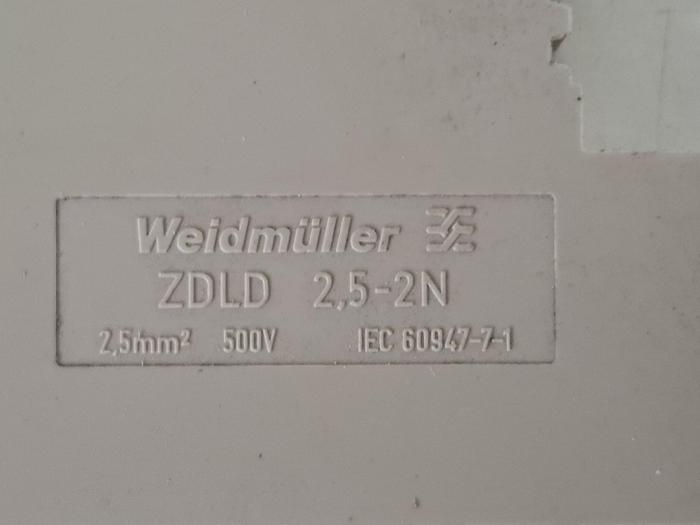 Weidmüller
ZDLD 2,5-2N
2,5mm² 500V IEC 60947-7-1